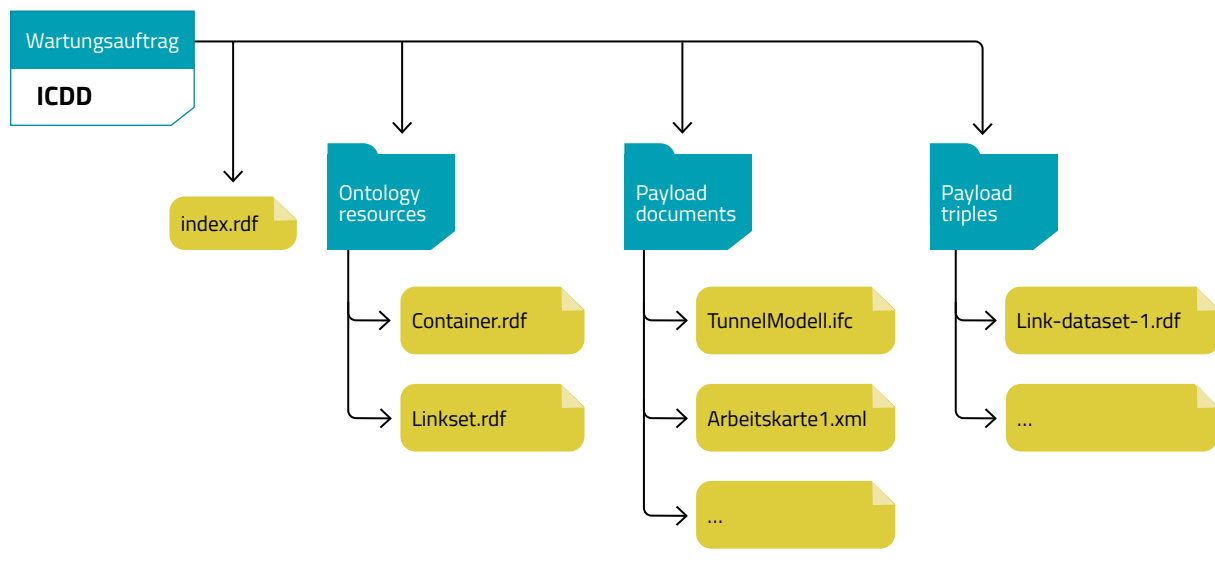 Wartungsauftrag
ICDD
index.rdf
Ontology
resources
Container.rdf
Linkset.rdf
Payload
documents
TunnelModell.ifc
Arbeitskarte1.xml
...
Payload
triples
Link-dataset-1.rdf
...